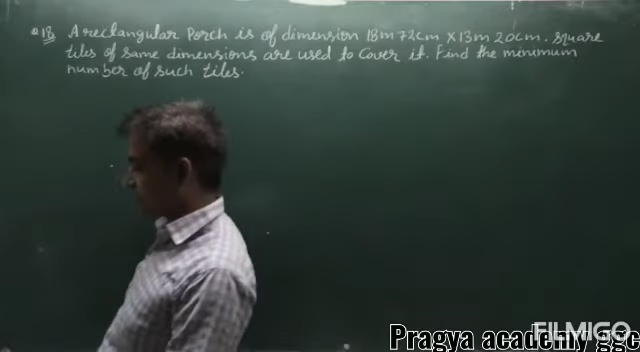 Q18 A rectangular Porch is of dimension 18m 72cm X 13m 20cm. square
tiles of same dimensions are used to cover it. Find the minimum
number of such tiles.
Pragya academy ggc
FILMIGO